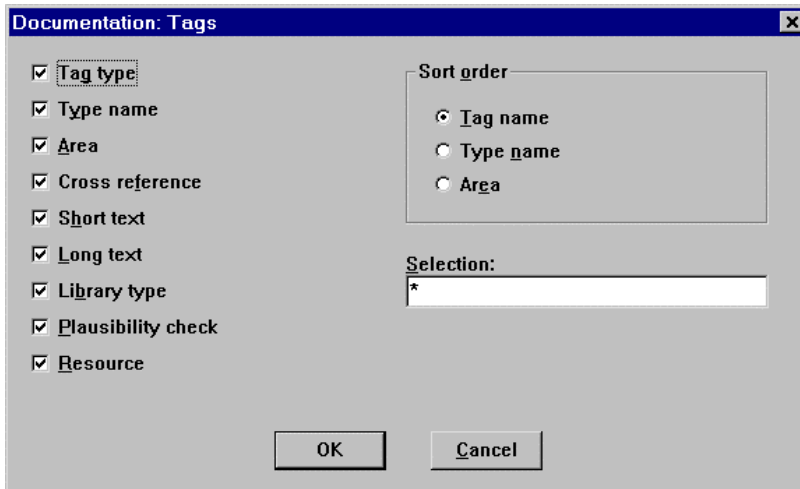 Documentation: Tags
Tag type
Type name
Area
Cross reference
Short text
Long text
Library type
Plausibility check
Resource
Sort order
Tag name
Type name
Area
Selection:
*
OK
Cancel